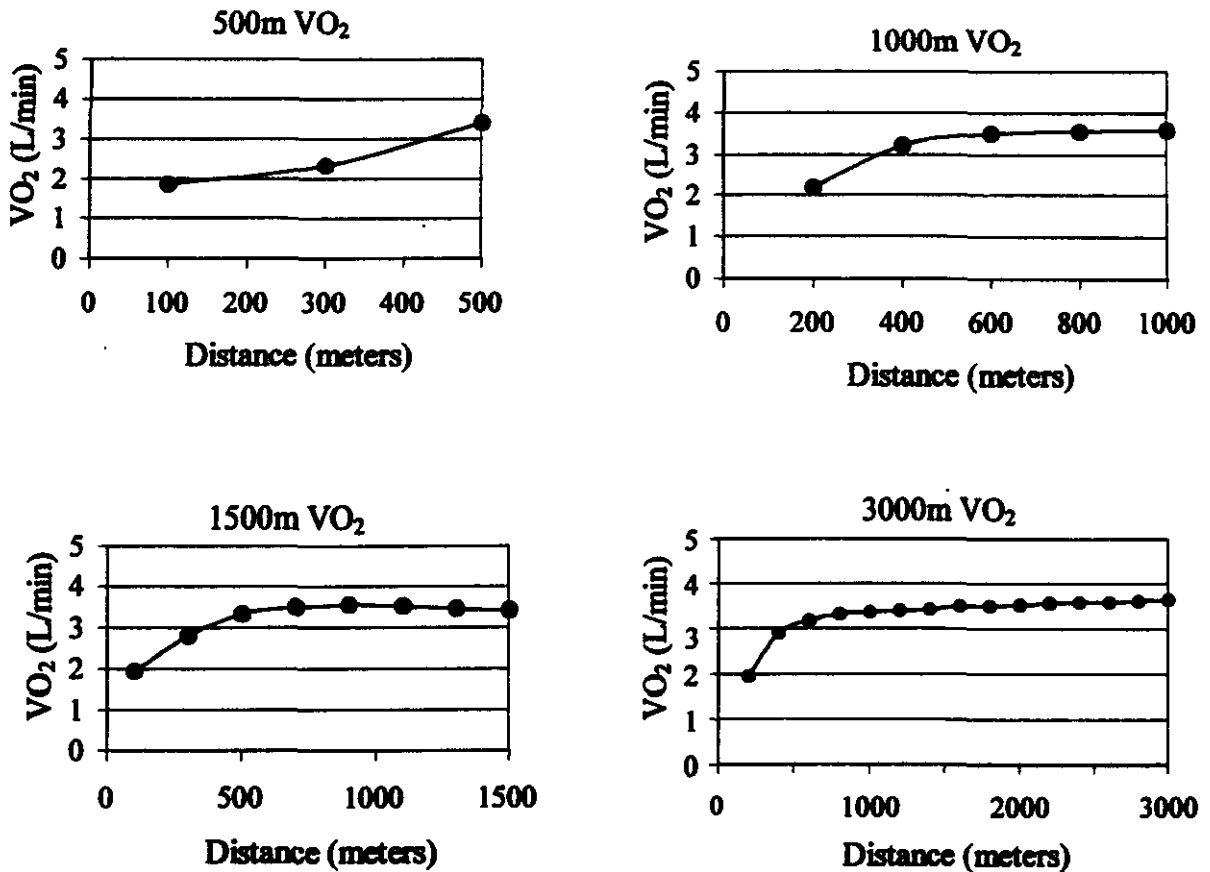 500m VO₂
5
4
3
2
1
0
VO₂ (L/min)
0 100 200 300 400 500
Distance (meters)
1000m VO₂
5
4
3
2
1
0
VO₂ (L/min)
0 200 400 600 800 1000
Distance (meters)
1500m VO₂
5
4
3
2
1
0
VO₂ (L/min)
0 500 1000 1500
Distance (meters)
3000m VO₂
5
4
3
2
1
0
VO₂ (L/min)
0 1000 2000 3000
Distance (meters)